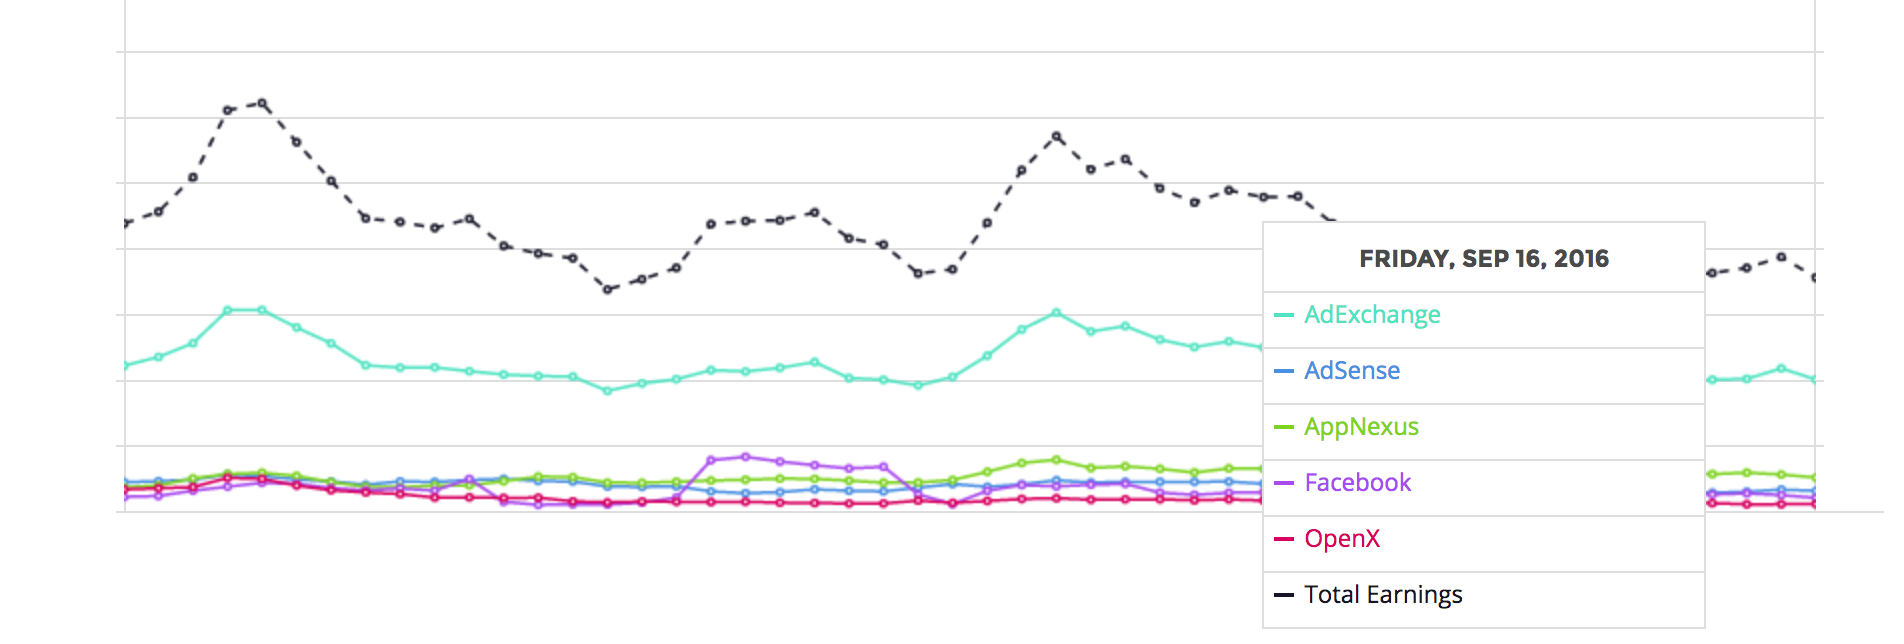 FRIDAY, SEP 16, 2016
AdExchange
AdSense
AppNexus
Facebook
OpenX
Total Earnings